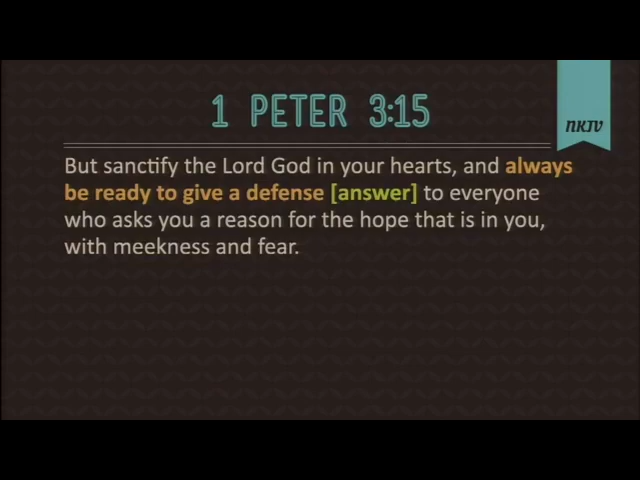 1 PETER 3:15
NKJV
But sanctify the Lord God in your hearts, and always
be ready to give a defense [answer] to everyone
who asks you a reason for the hope that is in you,
with meekness and fear.